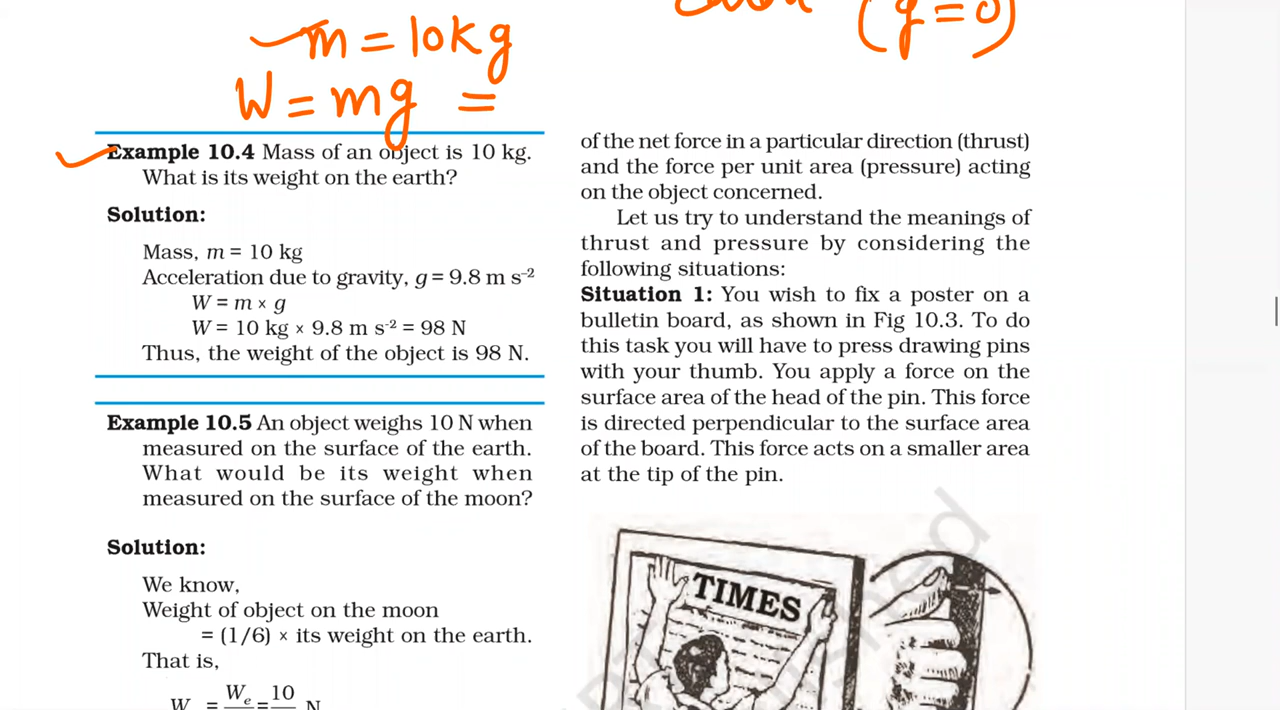 (g=0)
m = 10kg
W = mg =
Example 10.4 Mass of an object is 10 kg.
What is its weight on the earth?
Solution:
Mass, m = 10 kg
Acceleration due to gravity, g = 9.8 m s⁻²
W = m × g
W = 10 kg × 9.8 m s⁻² = 98 N
Thus, the weight of the object is 98 N.
Example 10.5 An object weighs 10 N when
measured on the surface of the earth.
What would be its weight when
measured on the surface of the moon?
Solution:
We know,
Weight of object on the moon
= (1/6) × its weight on the earth.
That is,
W = Wₑ = 10 N
of the net force in a particular direction (thrust)
and the force per unit area (pressure) acting
on the object concerned.
Let us try to understand the meanings of
thrust and pressure by considering the
following situations:
Situation 1: You wish to fix a poster on a
bulletin board, as shown in Fig 10.3. To do
this task you will have to press drawing pins
with your thumb. You apply a force on the
surface area of the head of the pin. This force
is directed perpendicular to the surface area
of the board. This force acts on a smaller area
at the tip of the pin.
TIMES